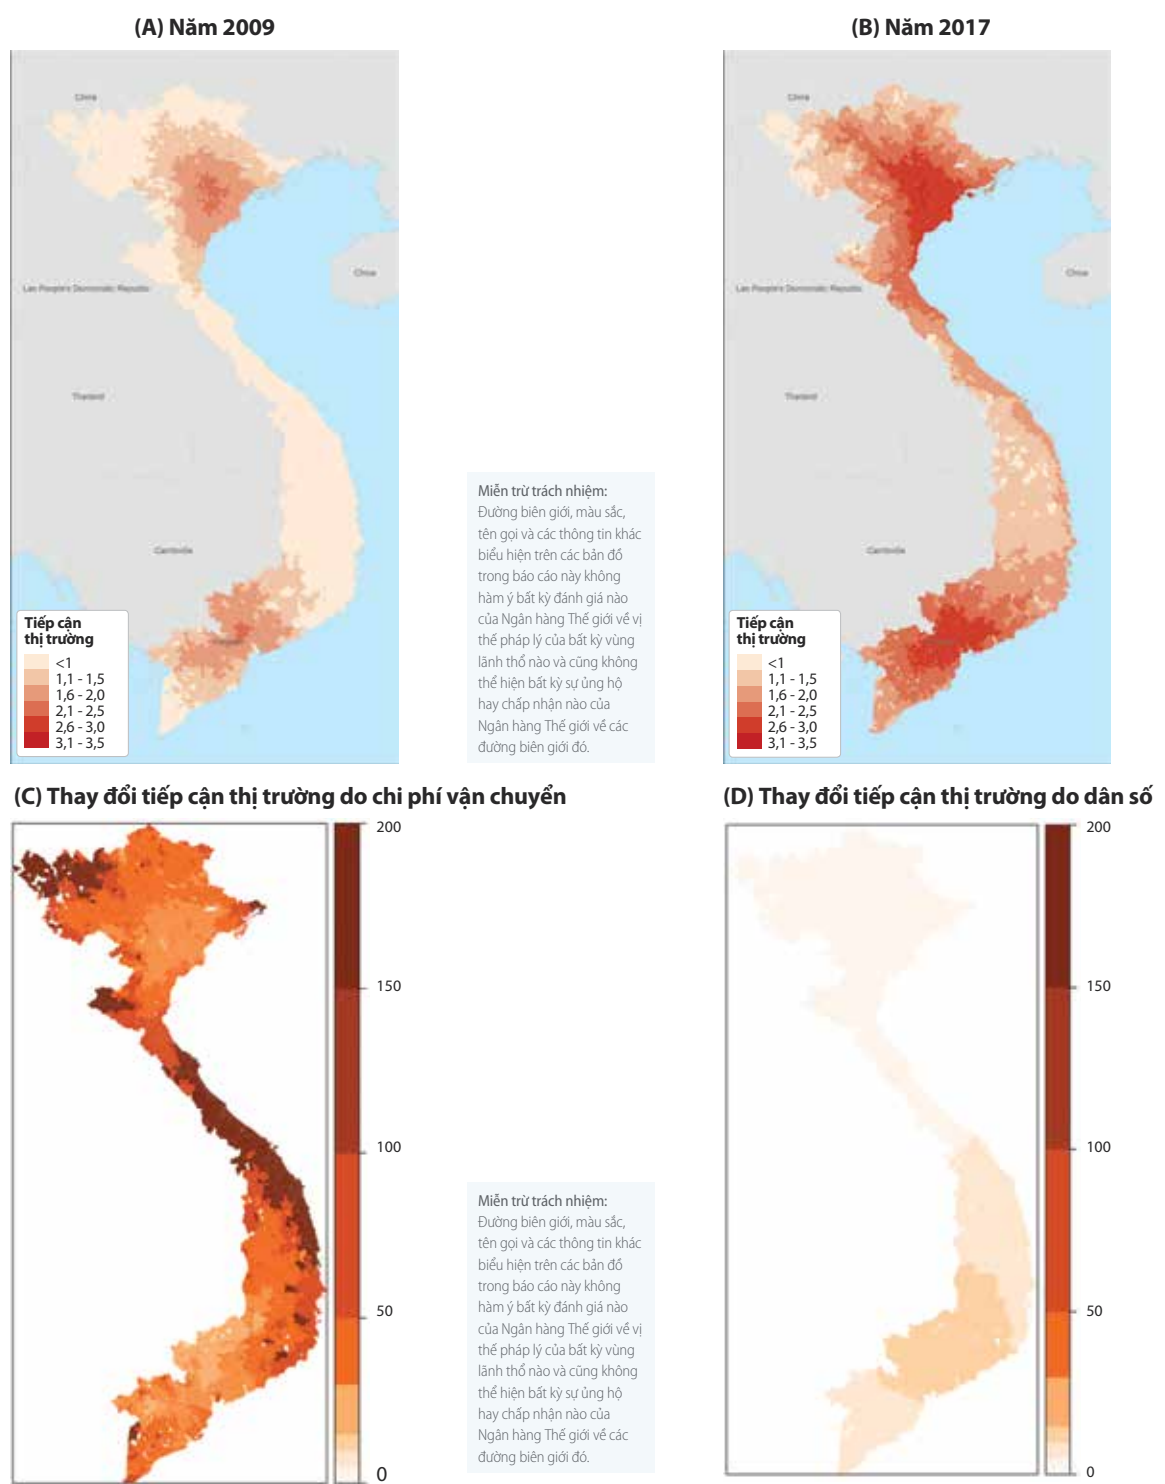 (A) Năm 2009
China
China
Lao People's Democratic Republic
Thailand
Cambodia
Tiếp cận
thị trường
<1
1,1 - 1,5
1,6 - 2,0
2,1 - 2,5
2,6 - 3,0
3,1 - 3,5
Miễn trừ trách nhiệm:
Đường biên giới, màu sắc,
tên gọi và các thông tin khác
biểu hiện trên các bản đồ
trong báo cáo này không
hàm ý bất kỳ đánh giá nào
của Ngân hàng Thế giới về vị
thế pháp lý của bất kỳ vùng
lãnh thổ nào và cũng không
thể hiện bất kỳ sự ủng hộ
hay chấp nhận nào của
Ngân hàng Thế giới về các
đường biên giới đó.
(B) Năm 2017
China
China
Lao People's Democratic Republic
Thailand
Cambodia
Tiếp cận
thị trường
<1
1,1 - 1,5
1,6 - 2,0
2,1 - 2,5
2,6 - 3,0
3,1 - 3,5
(C) Thay đổi tiếp cận thị trường do chi phí vận chuyển
200
150
100
50
0
Miễn trừ trách nhiệm:
Đường biên giới, màu sắc,
tên gọi và các thông tin khác
biểu hiện trên các bản đồ
trong báo cáo này không
hàm ý bất kỳ đánh giá nào
của Ngân hàng Thế giới về vị
thế pháp lý của bất kỳ vùng
lãnh thổ nào và cũng không
thể hiện bất kỳ sự ủng hộ
hay chấp nhận nào của
Ngân hàng Thế giới về các
đường biên giới đó.
(D) Thay đổi tiếp cận thị trường do dân số
200
150
100
50
0